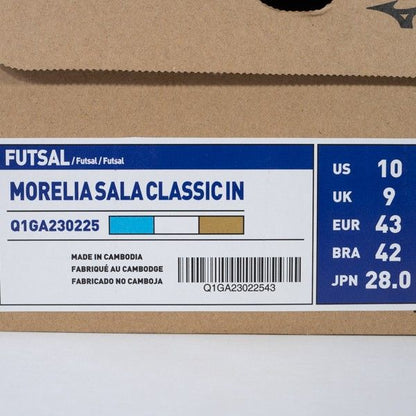 FUTSAL / Futsal / Futsal
MORELIA SALA CLASSIC IN
Q1GA230225
MADE IN CAMBODIA
FABRIQUÉ AU CAMBODGE
FABRICADO NO CAMBOJA
Q1GA23022543
US 10
UK 9
EUR 43
BRA 42
JPN 28.0